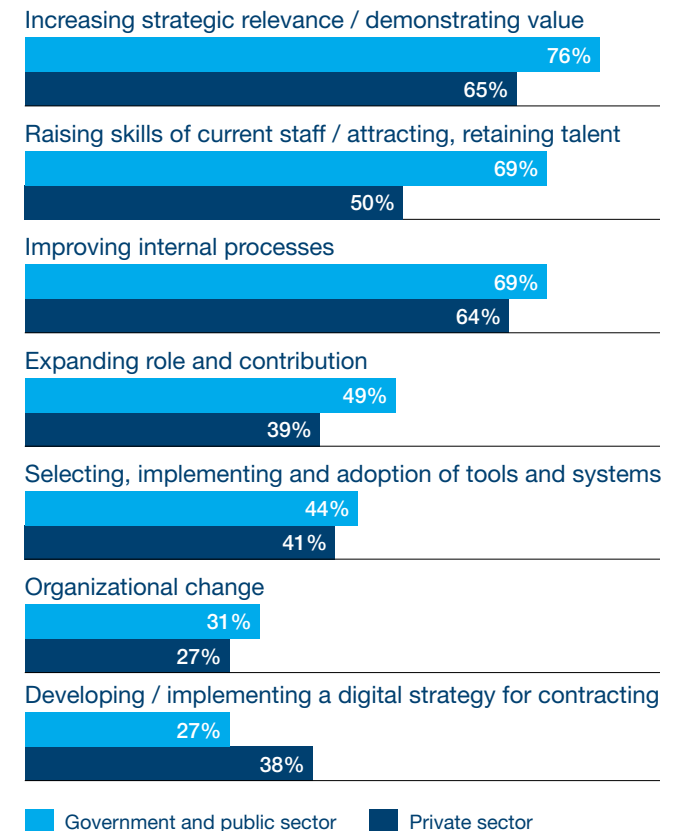 Increasing strategic relevance / demonstrating value
76%
65%
Raising skills of current staff / attracting, retaining talent
69%
50%
Improving internal processes
69%
64%
Expanding role and contribution
49%
39%
Selecting, implementing and adoption of tools and systems
44%
41%
Organizational change
31%
27%
Developing / implementing a digital strategy for contracting
27%
38%
Government and public sector Private sector